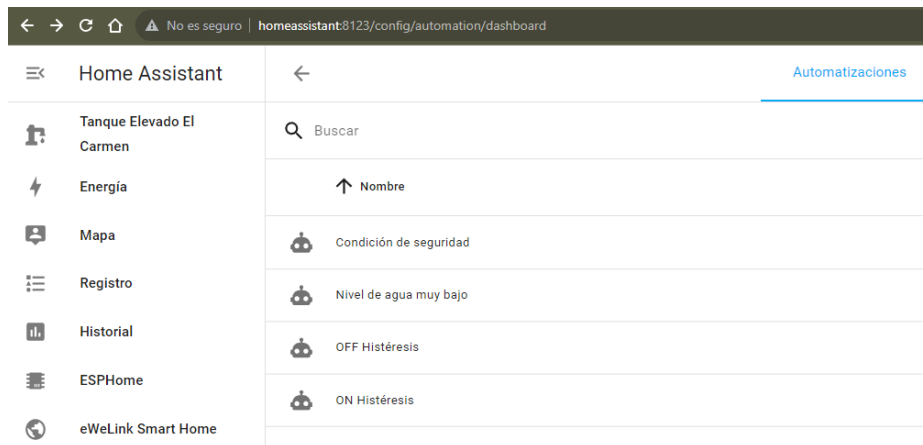 No es seguro | homeassistant:8123/config/automation/dashboard
Home Assistant
Automatizaciones
Tanque Elevado El
Carmen
Buscar
Energía
Nombre
Mapa
Condición de seguridad
Registro
Nivel de agua muy bajo
Historial
OFF Histéresis
ESPHome
ON Histéresis
eWeLink Smart Home